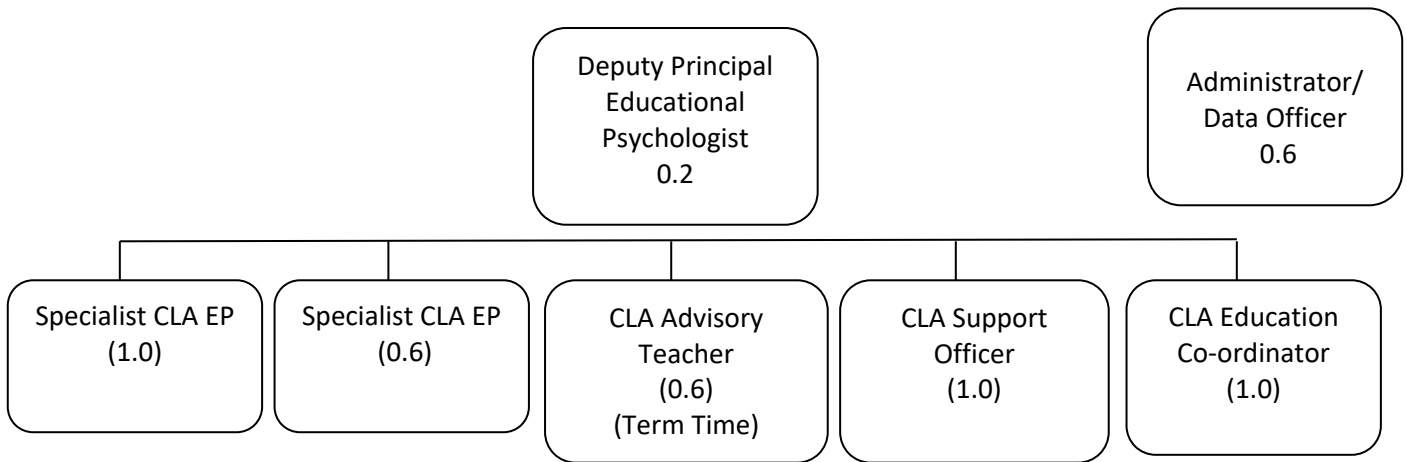 Deputy Principal
Educational
Psychologist
0.2
Administrator/
Data Officer
0.6
Specialist CLA EP
(1.0)
Specialist CLA EP
(0.6)
CLA Advisory
Teacher
(0.6)
(Term Time)
CLA Support
Officer
(1.0)
CLA Education
Co-ordinator
(1.0)